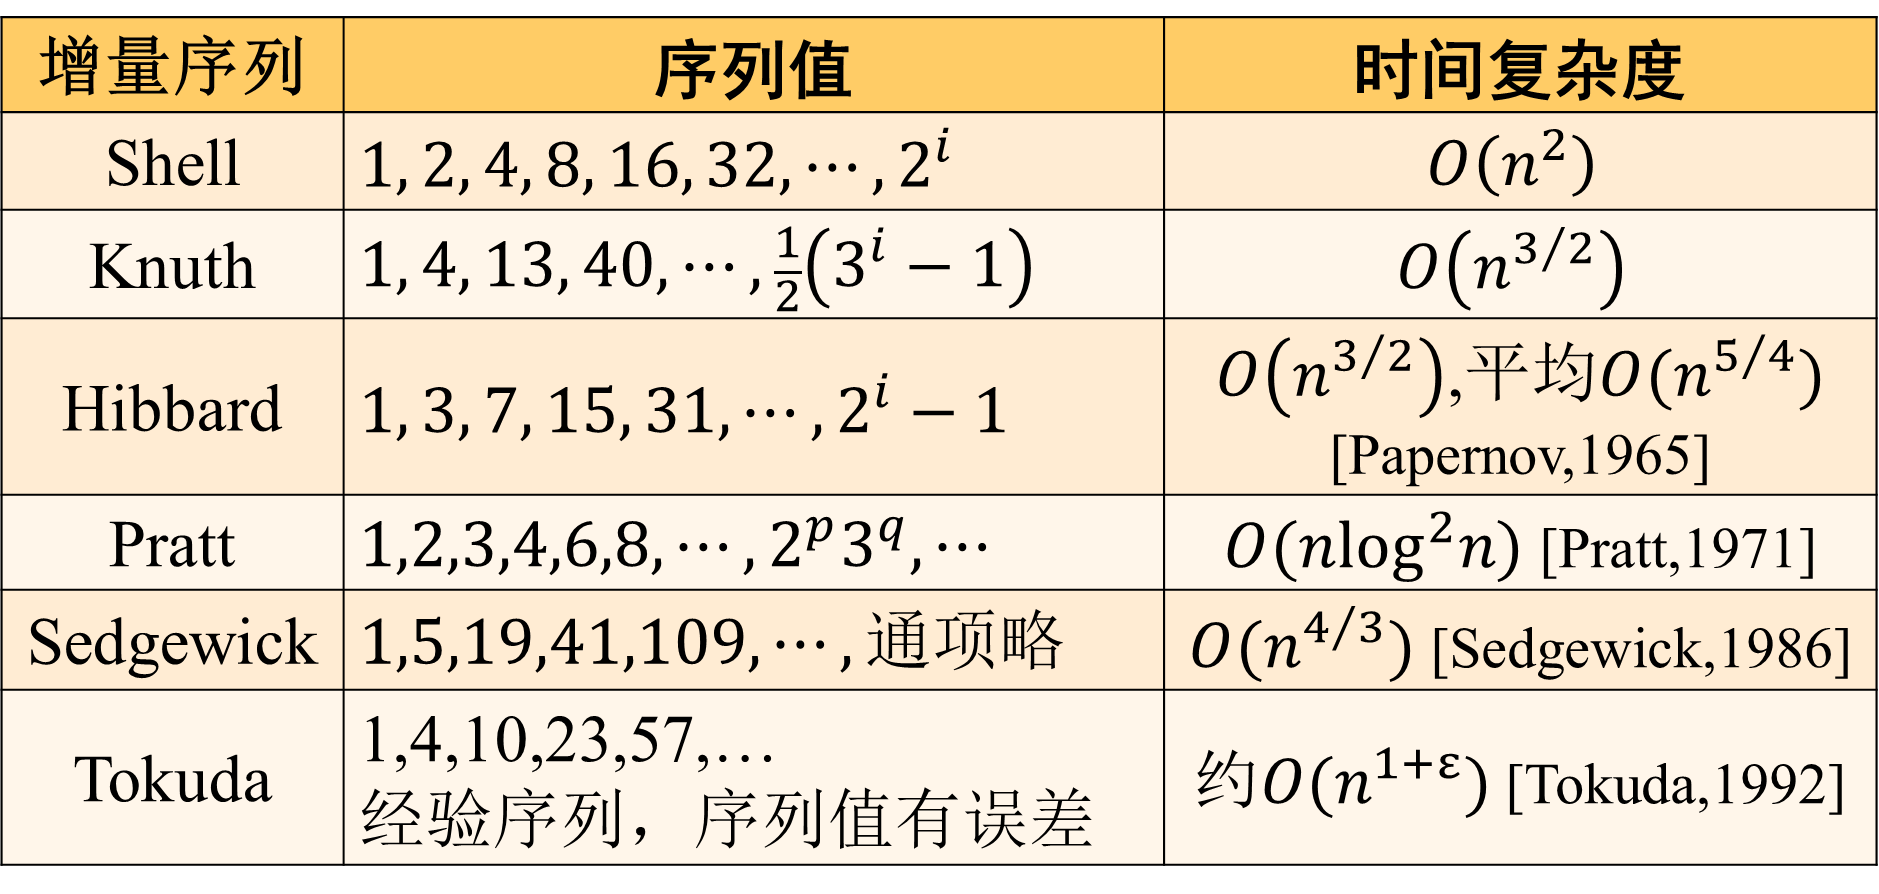 增量序列 序列值 时间复杂度
Shell 1, 2, 4, 8, 16, 32, ⋯ , 2^i O(n^2)
Knuth 1, 4, 13, 40, ⋯ , 1/2(3^i − 1) O(n^{3/2})
Hibbard 1, 3, 7, 15, 31, ⋯ , 2^i − 1 O(n^{3/2}),平均O(n^{5/4})
[Papernov,1965]
Pratt 1,2,3,4,6,8, ⋯ , 2^p3^q, ⋯ O(nlog^2n) [Pratt,1971]
Sedgewick 1,5,19,41,109, ⋯ , 通项略 O(n^{4/3}) [Sedgewick,1986]
Tokuda 1,4,10,23,57,…
经验序列，序列值有误差 约O(n^{1+ε}) [Tokuda,1992]